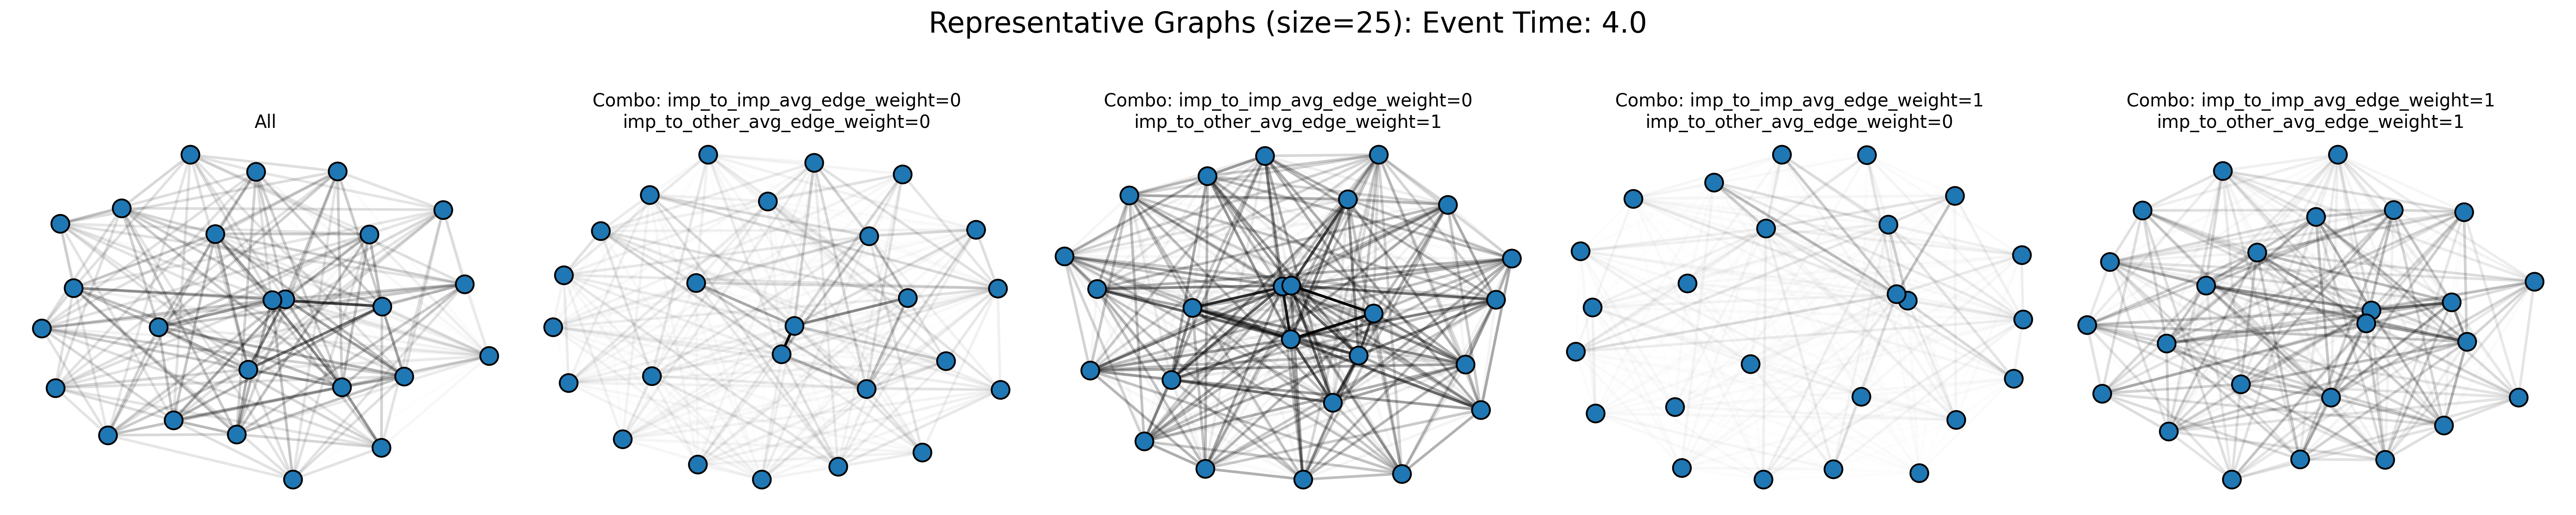 Representative Graphs (size=25): Event Time: 4.0
All
Combo: imp_to_imp_avg_edge_weight=0
imp_to_other_avg_edge_weight=0
Combo: imp_to_imp_avg_edge_weight=0
imp_to_other_avg_edge_weight=1
Combo: imp_to_imp_avg_edge_weight=1
imp_to_other_avg_edge_weight=0
Combo: imp_to_imp_avg_edge_weight=1
imp_to_other_avg_edge_weight=1